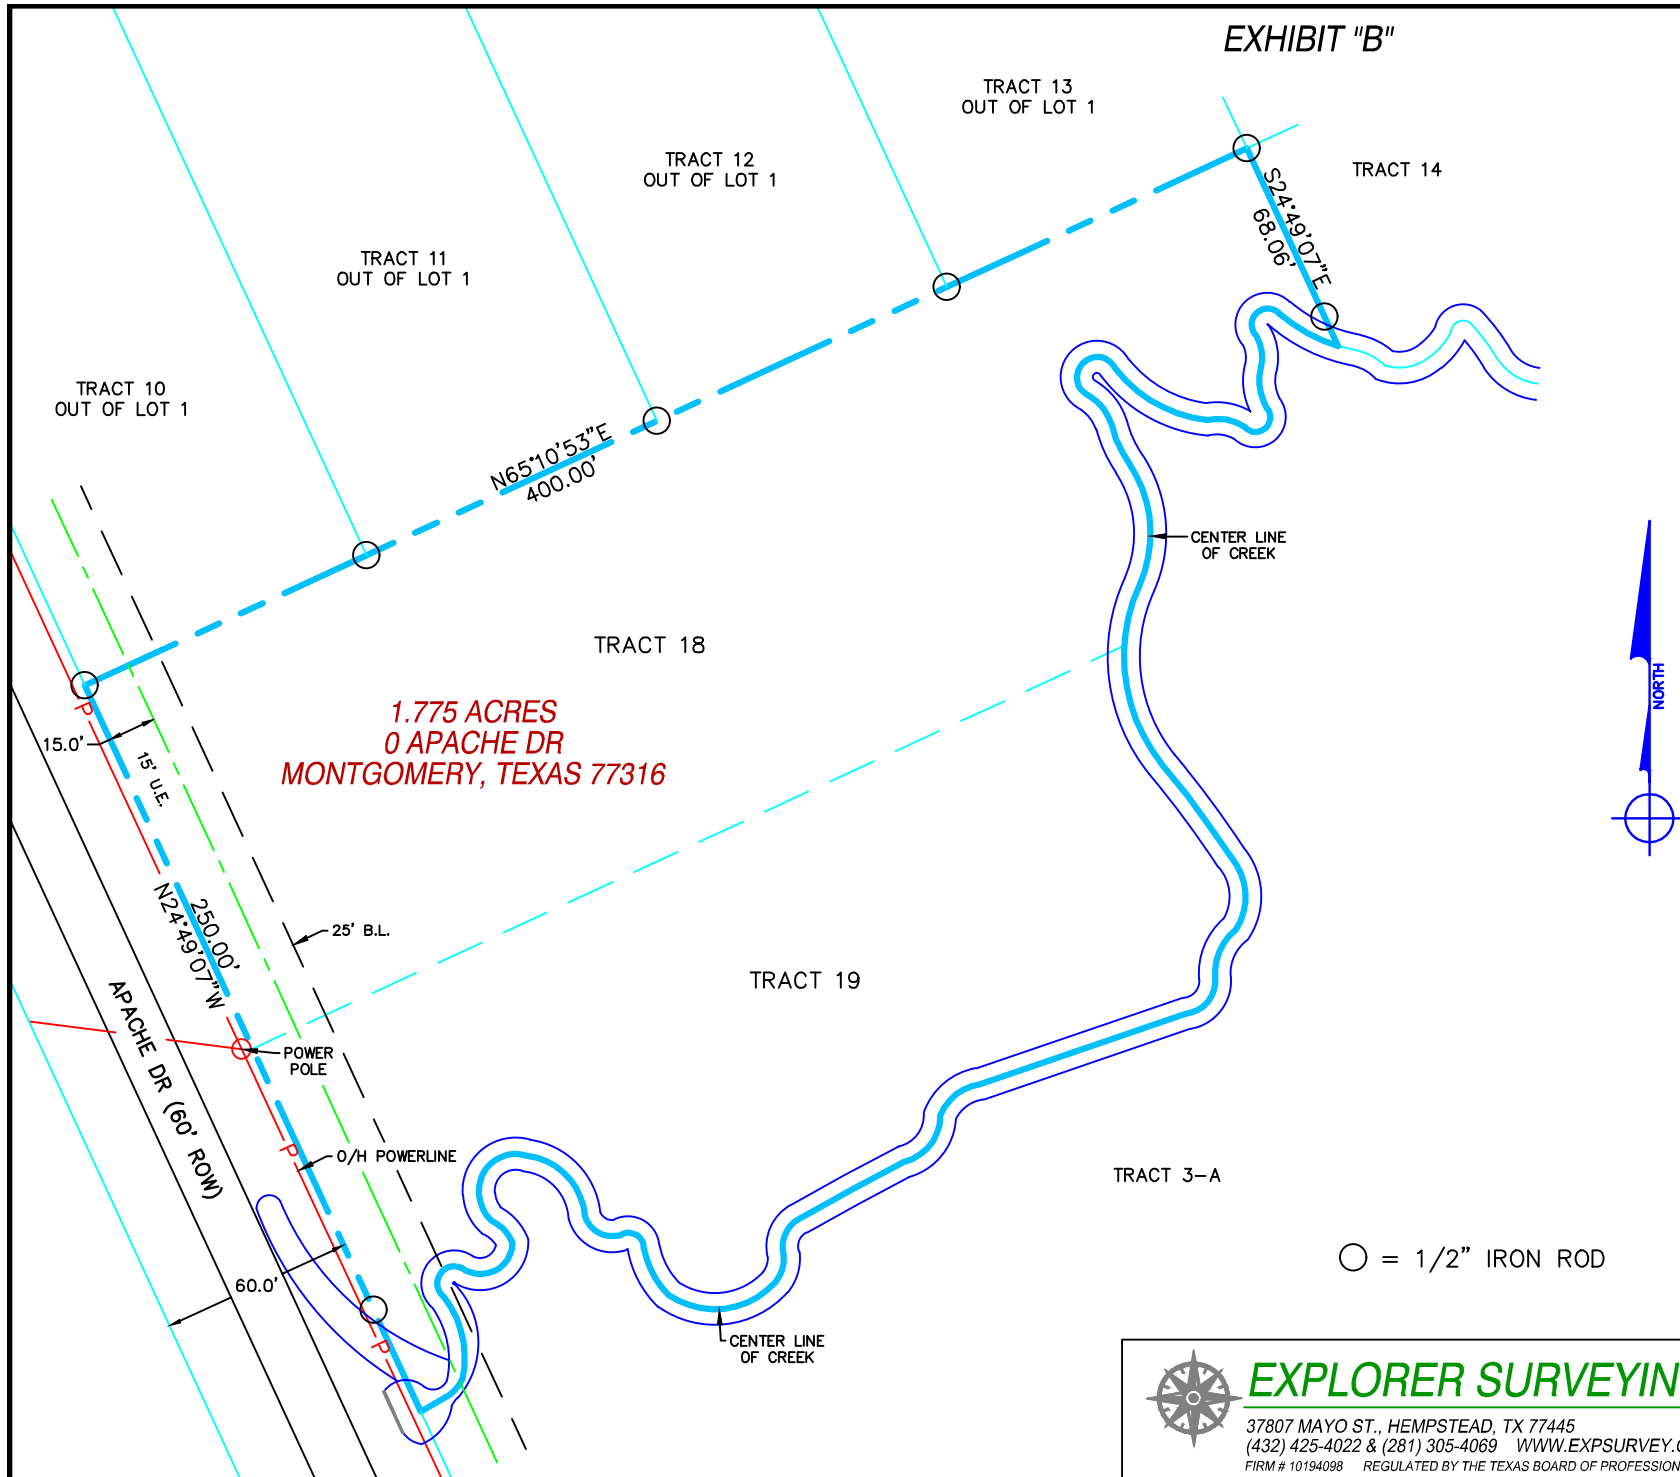 EXHIBIT "B"
TRACT 13
OUT OF LOT 1
TRACT 12
OUT OF LOT 1
TRACT 14
S24°49'07"E
68.06'
TRACT 11
OUT OF LOT 1
TRACT 10
OUT OF LOT 1
N65°10'53"E
400.00'
CENTER LINE
OF CREEK
TRACT 18
NORTH
1.775 ACRES
0 APACHE DR
MONTGOMERY, TEXAS 77316
P
15.0'
15' U.E.
250.00'
N24°49'07"W
25' B.L.
TRACT 19
APACHE DR (60' ROW)
POWER
POLE
P
O/H POWERLINE
TRACT 3-A
60.0'
= 1/2" IRON ROD
P
CENTER LINE
OF CREEK
EXPLORER SURVEYIN
37807 MAYO ST., HEMPSTEAD, TX 77445
(432) 425-4022 & (281) 305-4069 WWW.EXPSURVEY.
FIRM # 10194098 REGULATED BY THE TEXAS BOARD OF PROFESSION